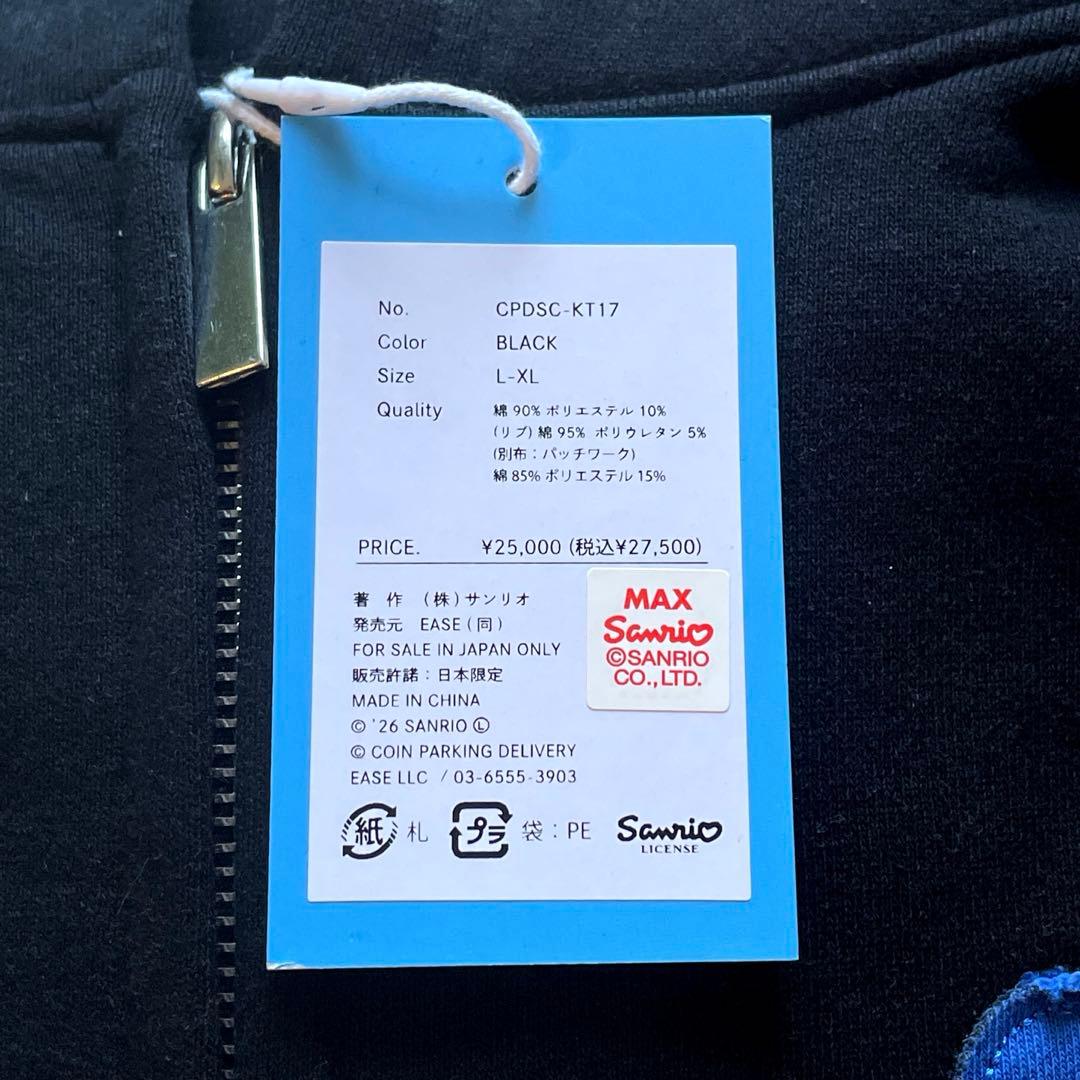 No. CPDSC-KT17
Color BLACK
Size L-XL
Quality 綿 90% ポリエステル 10%
(リブ) 綿 95% ポリウレタン 5%
(別布：パッチワーク)
綿 85% ポリエステル 15%
PRICE. ¥25,000 (税込¥27,500)
著 作 (株) サンリオ
発売元 EASE (同)
FOR SALE IN JAPAN ONLY
販売許諾：日本限定
MADE IN CHINA
© '26 SANRIO Ⓛ
© COIN PARKING DELIVERY
EASE LLC / 03-6555-3903
MAX
Sanrio
©SANRIO
CO.,LTD.
紙 札 プラ 袋：PE Sanrio
LICENSE